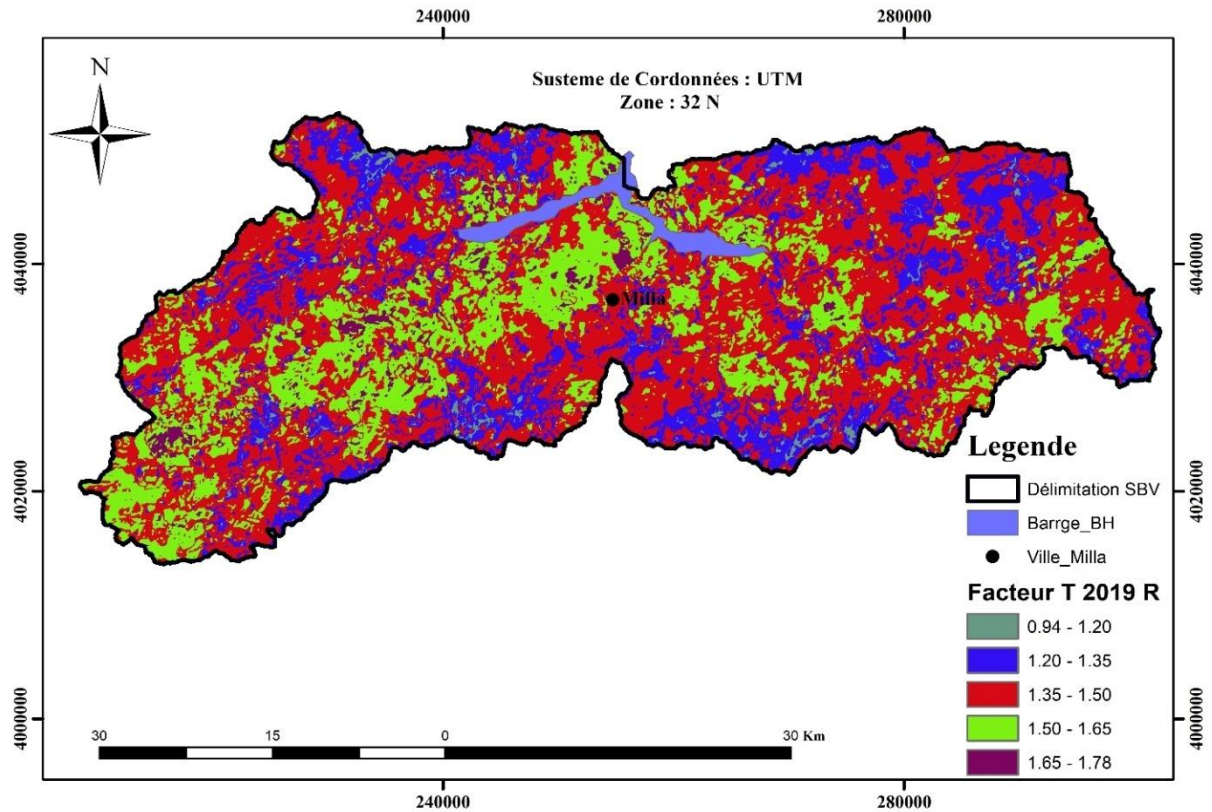 240000 280000
Susteme de Cordonnées : UTM
Zone : 32 N
N
4040000 4040000
Milla
Legende
Délimitation SBV
4020000 4020000
Barrge_BH
Ville_Milla
Facteur T 2019 R
0.94 - 1.20
1.20 - 1.35
1.35 - 1.50
4000000 4000000
30 15 0 30 Km
1.50 - 1.65
1.65 - 1.78
240000 280000